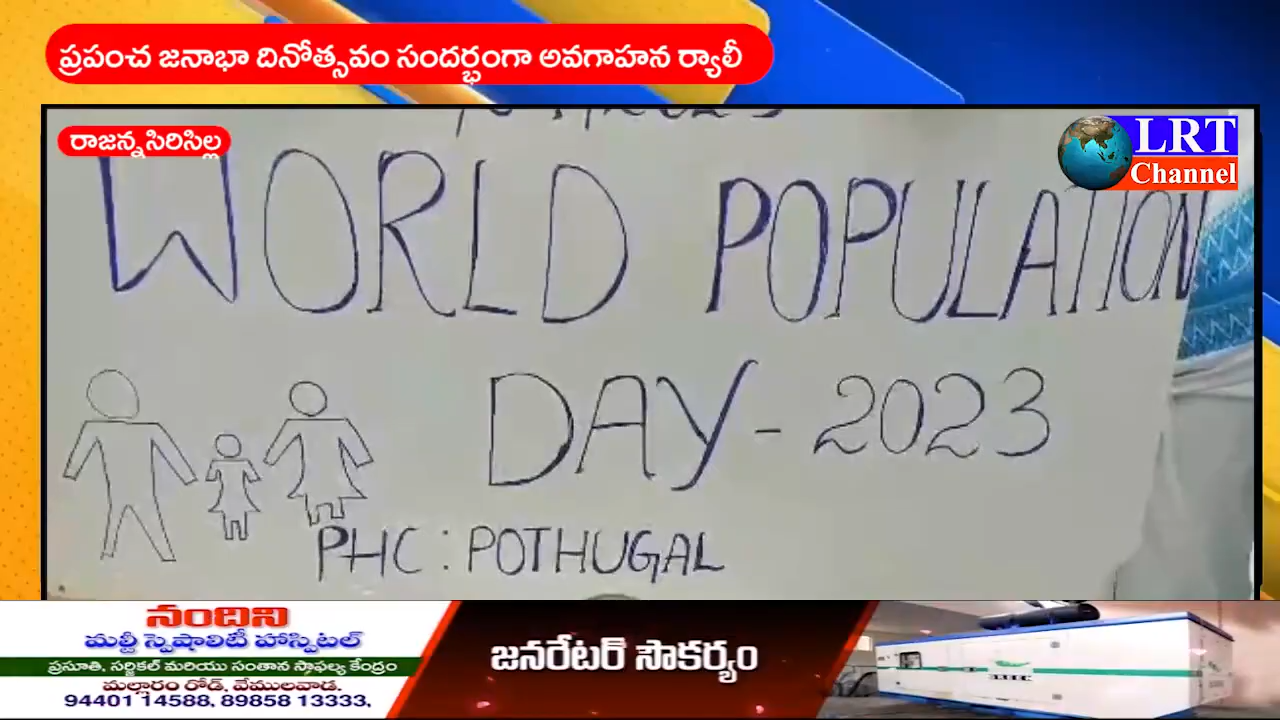 ప్రపంచ జనాభా దినోత్సవం సందర్భంగా అవగాహన ర్యాలీ
రాజన్నసిరిసిల్ల
LRT
Channel
WORLD POPULATION
DAY - 2023
PHC : POTHUGAL
నందిని
మల్టీ స్పెషాలిటీ హాస్పిటల్
ప్రసూతి, సర్జికల్ మరియు సంతాన సాఫల్య కేంద్రం
మల్లారం రోడ్, వేములవాడ.
94401 14588, 89858 13333,
జనరేటర్ సౌకర్యం